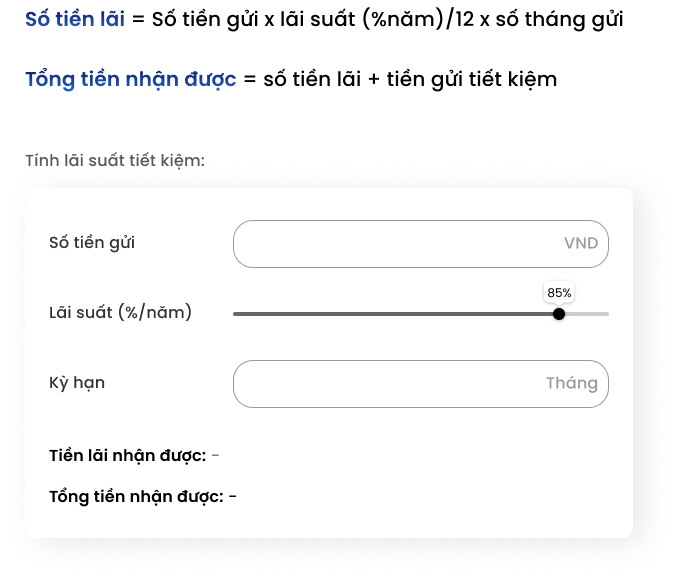 Số tiền lãi = Số tiền gửi x lãi suất (%năm)/12 x số tháng gửi
Tổng tiền nhận được = số tiền lãi + tiền gửi tiết kiệm
Tính lãi suất tiết kiệm:
Số tiền gửi VND
85%
Lãi suất (%/năm)
Kỳ hạn Tháng
Tiền lãi nhận được: -
Tổng tiền nhận được: -